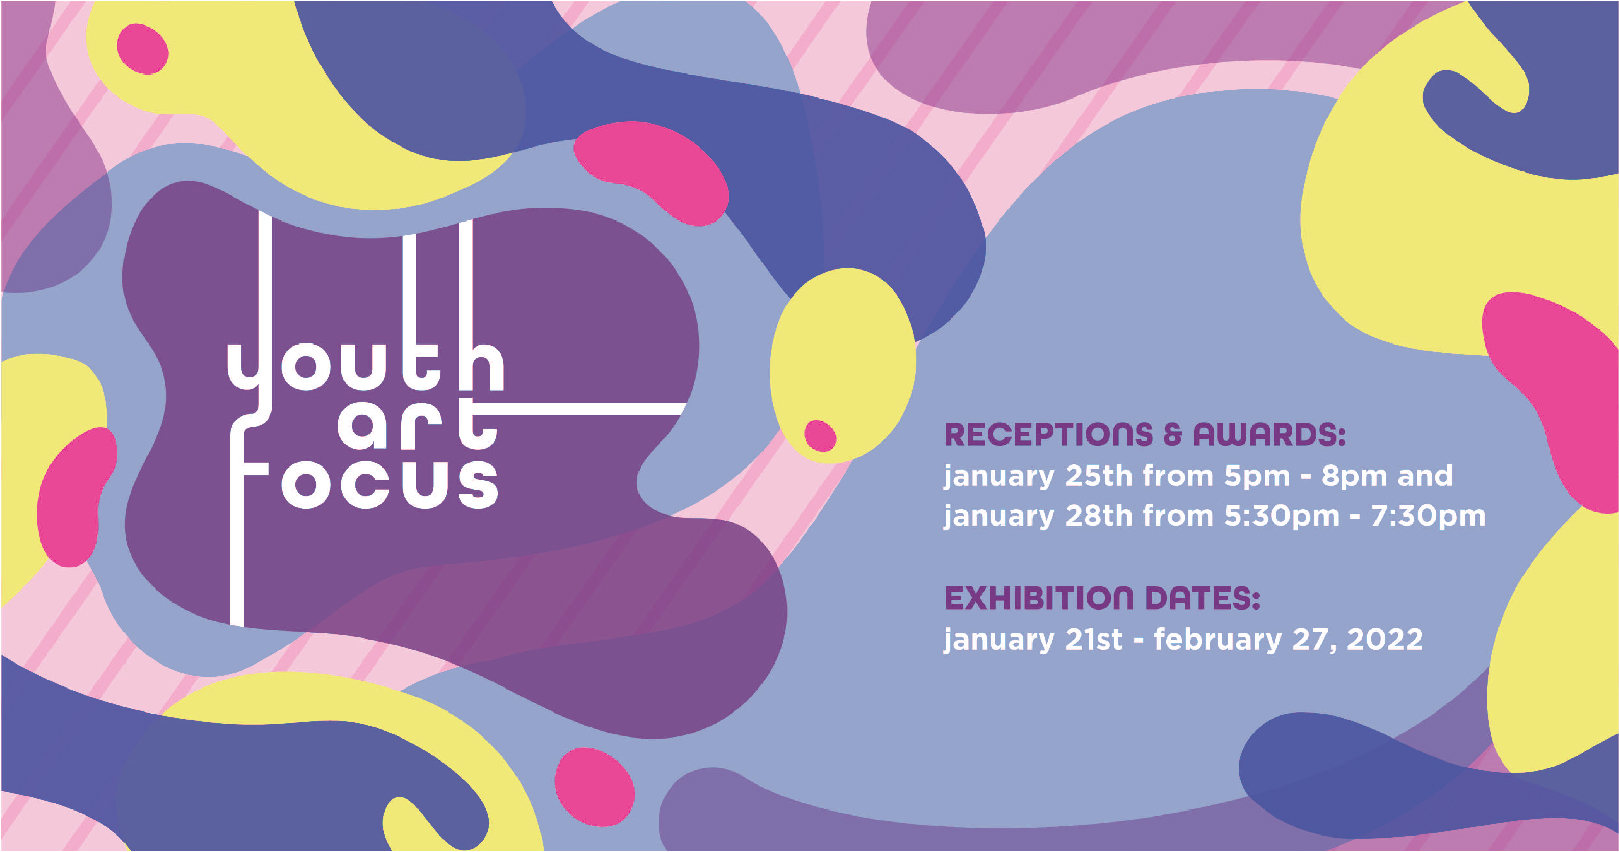 youth
art
focus
RECEPTIONS & AWARDS:
january 25th from 5pm - 8pm and
january 28th from 5:30pm - 7:30pm
EXHIBITION DATES:
january 21st - february 27, 2022